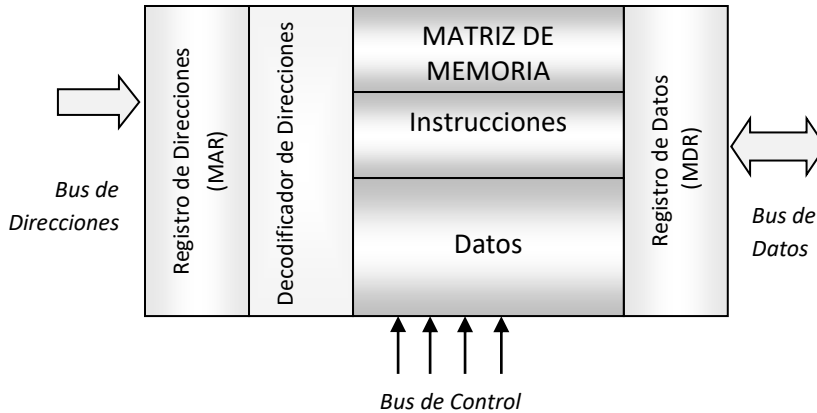 Bus de
Direcciones
Registro de Direcciones
(MAR)
Decodificador de Direcciones
MATRIZ DE
MEMORIA
Instrucciones
Datos
Registro de Datos
(MDR)
Bus de
Datos
Bus de Control